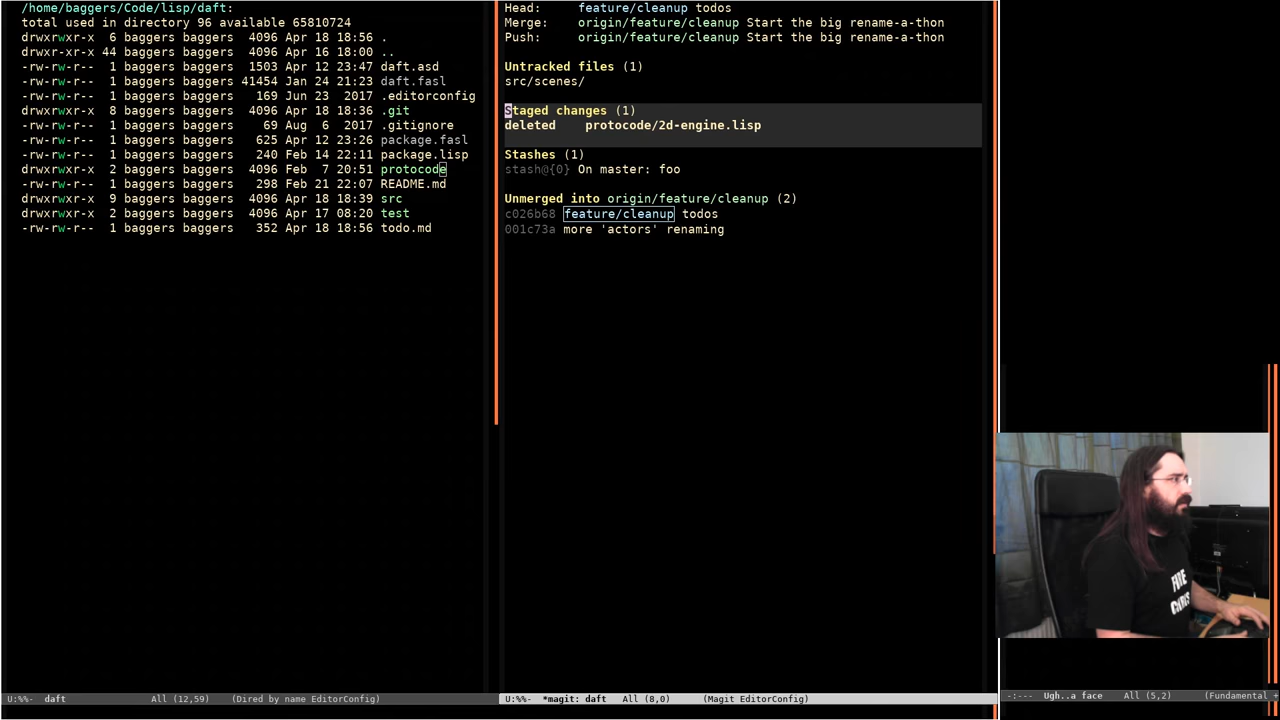 /home/baggers/Code/lisp/daft:
total used in directory 96 available 65810724
drwxrwxr-x 6 baggers baggers 4096 Apr 18 18:56 .
drwxr-xr-x 44 baggers baggers 4096 Apr 16 18:00 ..
-rw-rw-r-- 1 baggers baggers 1503 Apr 12 23:47 daft.asd
-rw-rw-r-- 1 baggers baggers 41454 Jan 24 21:23 daft.fasl
-rw-rw-r-- 1 baggers baggers 169 Jun 23 2017 .editorconfig
drwxrwxr-x 8 baggers baggers 4096 Apr 18 18:36 .git
-rw-rw-r-- 1 baggers baggers 69 Aug 6 2017 .gitignore
-rw-rw-r-- 1 baggers baggers 625 Apr 12 23:26 package.fasl
-rw-rw-r-- 1 baggers baggers 240 Feb 14 22:11 package.lisp
drwxrwxr-x 2 baggers baggers 4096 Feb 7 20:51 protocode
-rw-rw-r-- 1 baggers baggers 298 Feb 21 22:07 README.md
drwxrwxr-x 9 baggers baggers 4096 Apr 18 18:39 src
drwxrwxr-x 2 baggers baggers 4096 Apr 17 08:20 test
-rw-rw-r-- 1 baggers baggers 352 Apr 18 18:56 todo.md
U:%%- daft All (12,59) (Dired by name EditorConfig)
Head: feature/cleanup todos
Merge: origin/feature/cleanup Start the big rename-a-thon
Push: origin/feature/cleanup Start the big rename-a-thon
Untracked files (1)
src/scenes/
Staged changes (1)
deleted protocode/2d-engine.lisp
Stashes (1)
stash@{0} On master: foo
Unmerged into origin/feature/cleanup (2)
c026b68 feature/cleanup todos
001c73a more 'actors' renaming
U:%%- *magit: daft All (8,0) (Magit EditorConfig)
-:--- Ugh..a face All (5,2) (Fundamental +